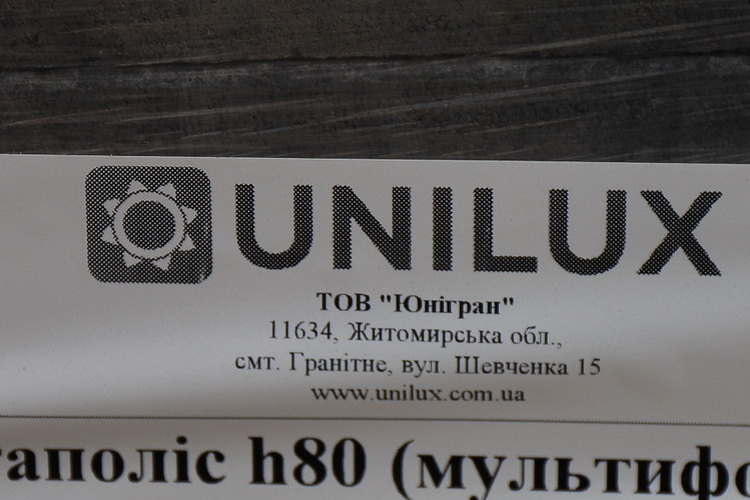 UNILUX
ТОВ "Юнігран"
11634, Житомирська обл.,
смт. Гранітне, вул. Шевченка 15
www.unilux.com.ua
h80